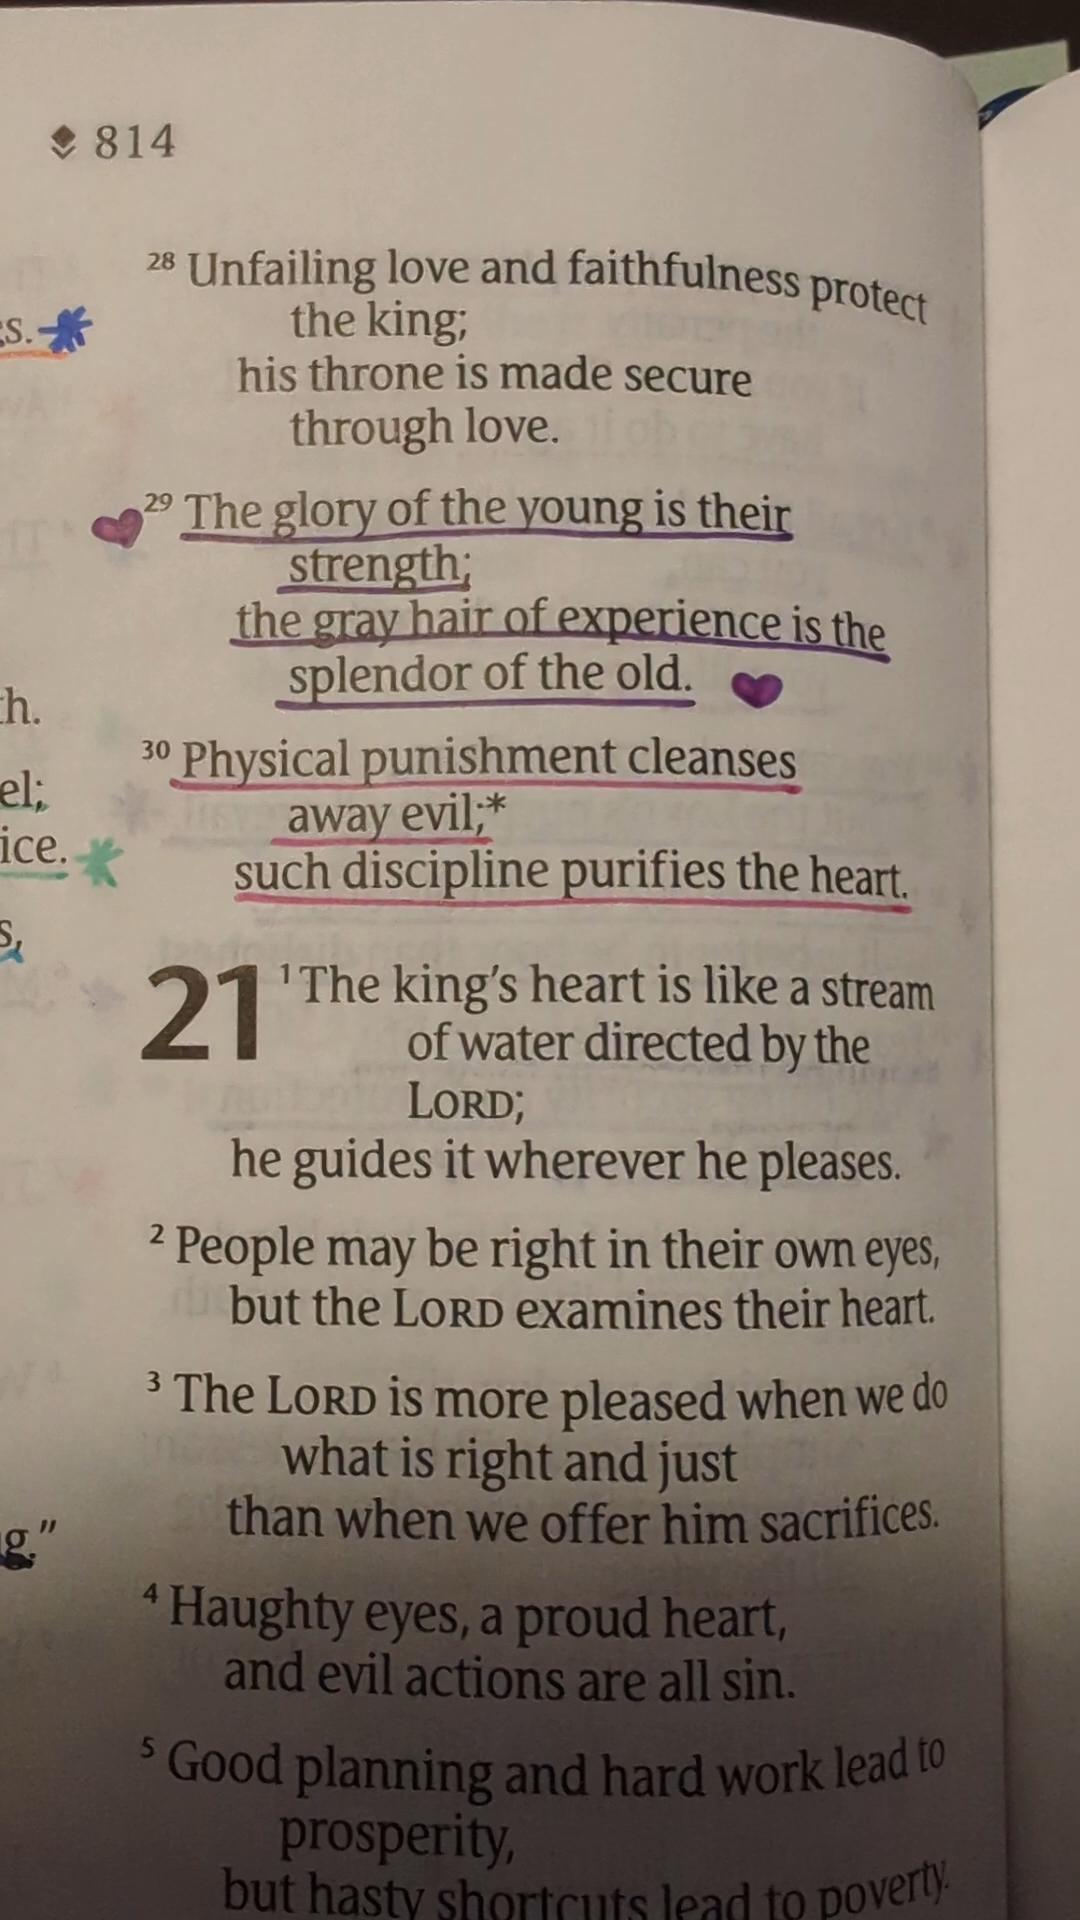 814
s.
h.
el;
ice.
s,
g."
28 Unfailing love and faithfulness protect
the king;
his throne is made secure
through love.
29 The glory of the young is their
strength;
the gray hair of experience is the
splendor of the old.
30 Physical punishment cleanses
away evil;*
such discipline purifies the heart.
21 1 The king's heart is like a stream
of water directed by the
LORD;
he guides it wherever he pleases.
2 People may be right in their own eyes,
but the LORD examines their heart.
3 The LORD is more pleased when we do
what is right and just
than when we offer him sacrifices.
4 Haughty eyes, a proud heart,
and evil actions are all sin.
5 Good planning and hard work lead to
prosperity,
but hasty shortcuts lead to poverty.